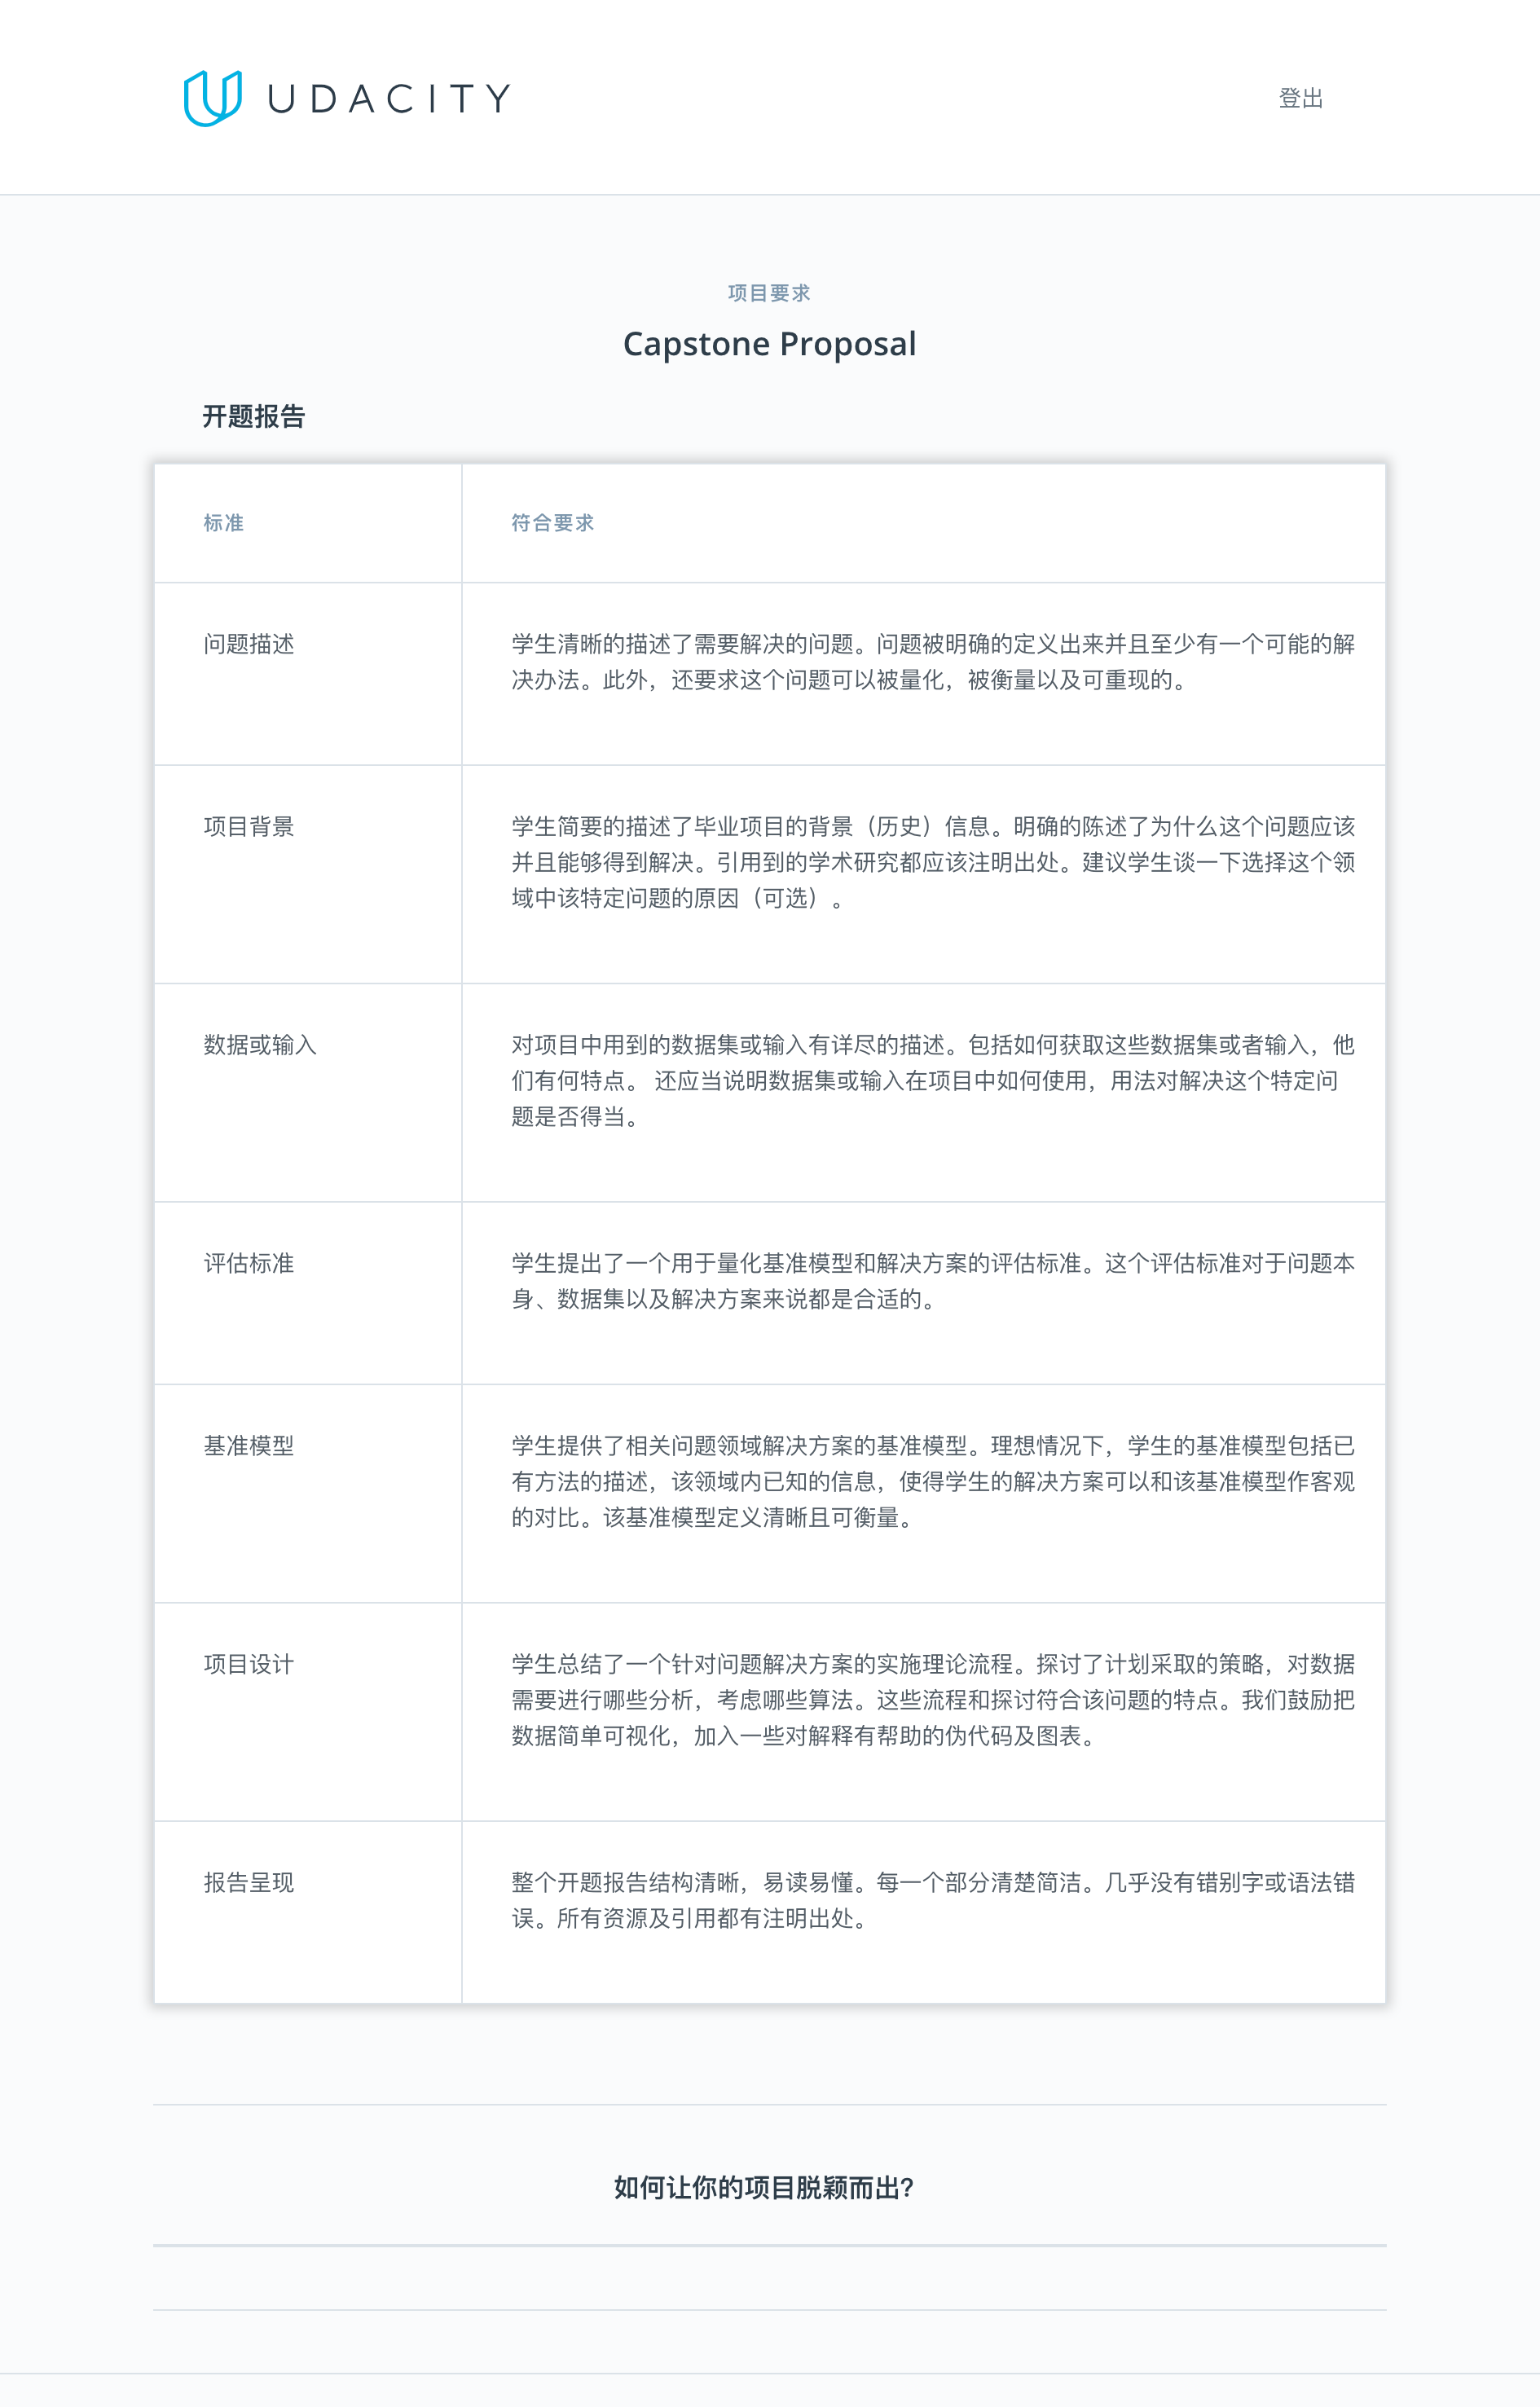 UDACITY
登出
项目要求
Capstone Proposal
开题报告
标准
符合要求
问题描述
学生清晰的描述了需要解决的问题。问题被明确的定义出来并且至少有一个可能的解
决办法。此外，还要求这个问题可以被量化，被衡量以及可重现的。
项目背景
学生简要的描述了毕业项目的背景（历史）信息。明确的陈述了为什么这个问题应该
并且能够得到解决。引用到的学术研究都应该注明出处。建议学生谈一下选择这个领
域中该特定问题的原因（可选）。
数据或输入
对项目中用到的数据集或输入有详尽的描述。包括如何获取这些数据集或者输入，他
们有何特点。 还应当说明数据集或输入在项目中如何使用，用法对解决这个特定问
题是否得当。
评估标准
学生提出了一个用于量化基准模型和解决方案的评估标准。这个评估标准对于问题本
身、数据集以及解决方案来说都是合适的。
基准模型
学生提供了相关问题领域解决方案的基准模型。理想情况下，学生的基准模型包括已
有方法的描述，该领域内已知的信息，使得学生的解决方案可以和该基准模型作客观
的对比。该基准模型定义清晰且可衡量。
项目设计
学生总结了一个针对问题解决方案的实施理论流程。探讨了计划采取的策略，对数据
需要进行哪些分析，考虑哪些算法。这些流程和探讨符合该问题的特点。我们鼓励把
数据简单可视化，加入一些对解释有帮助的伪代码及图表。
报告呈现
整个开题报告结构清晰，易读易懂。每一个部分清楚简洁。几乎没有错别字或语法错
误。所有资源及引用都有注明出处。
如何让你的项目脱颖而出?